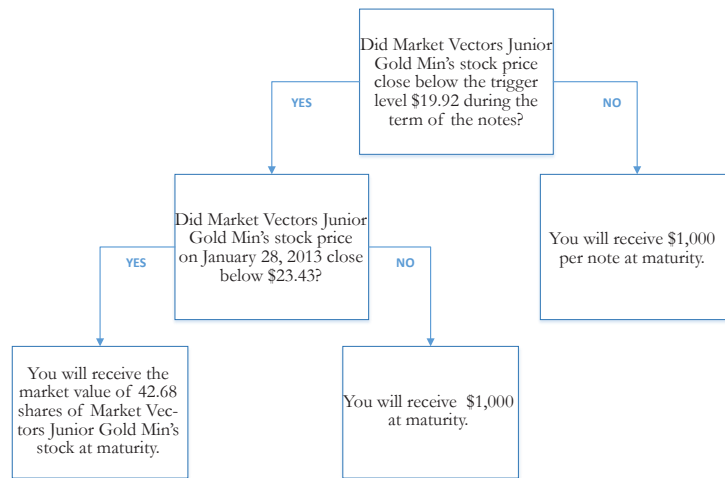 Did Market Vectors Junior
Gold Min’s stock price
close below the trigger
level $19.92 during the
term of the notes?
YES
NO
Did Market Vectors Junior
Gold Min’s stock price
on January 28, 2013 close
below $23.43?
You will receive $1,000
per note at maturity.
YES
NO
You will receive the
market value of 42.68
shares of Market Vec-
tors Junior Gold Min’s
stock at maturity.
You will receive $1,000
at maturity.